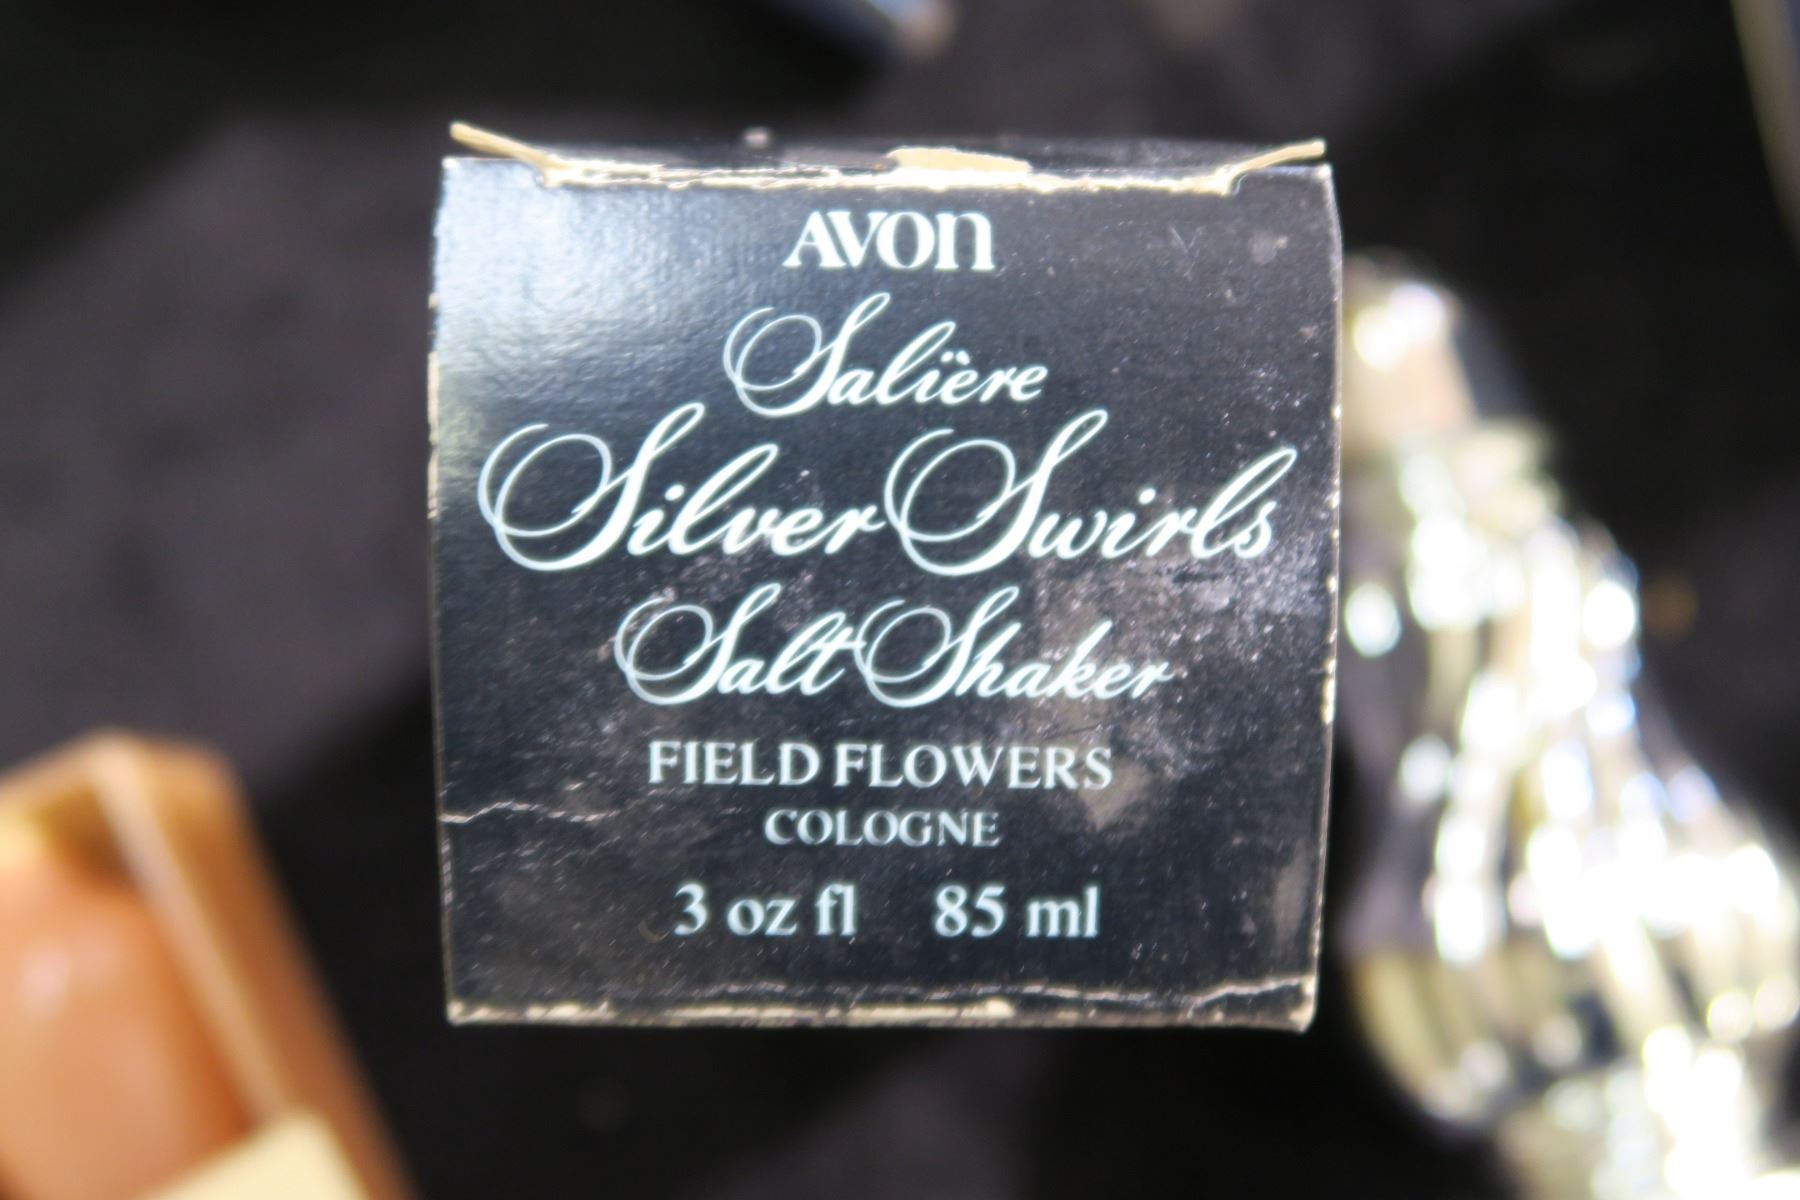 AVON
Salière
Silver Swirls
Salt Shaker
FIELD FLOWERS
COLOGNE
3 oz fl 85 ml